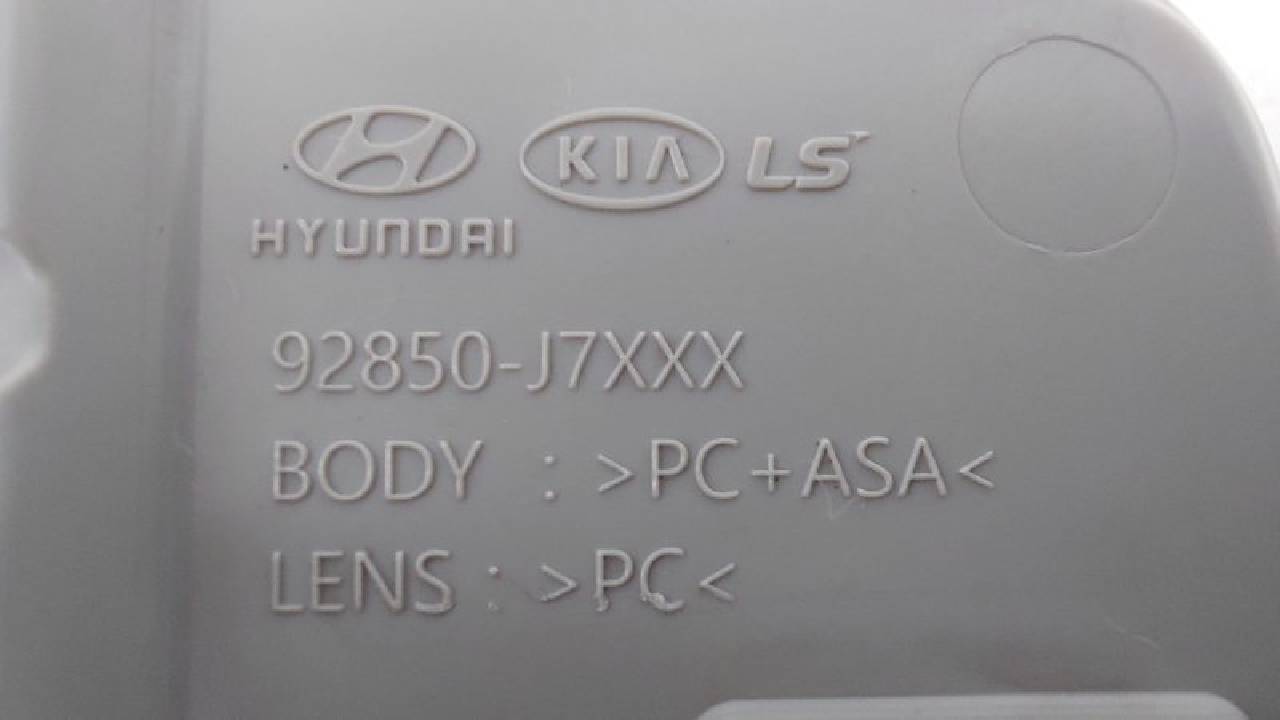 KIA LS
HYUNDAI
92850-J7XXX
BODY : >PC+ASA<
LENS : >PC<